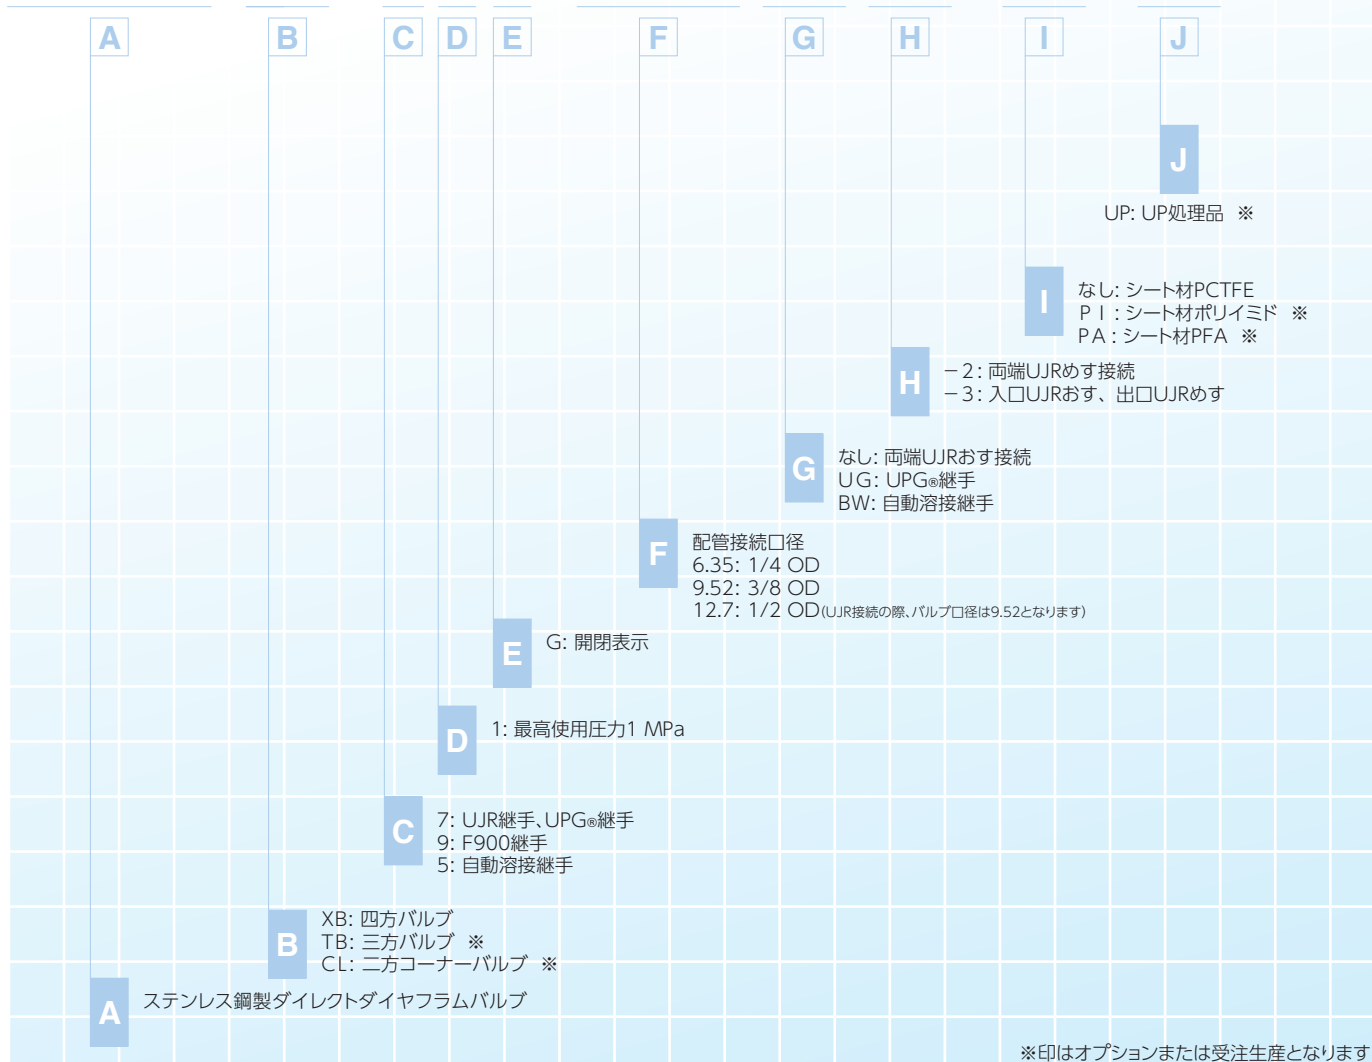 A B C D E F G H I J
J
UP: UP処理品 ※
I
なし: シート材PCTFE
PI: シート材ポリイミド ※
PA: シート材PFA ※
H
−2: 両端UJRめす接続
−3: 入口UJRおす、出口UJRめす
G
なし: 両端UJRおす接続
UG: UPG®継手
BW: 自動溶接継手
F
配管接続口径
6.35: 1/4 OD
9.52: 3/8 OD
12.7: 1/2 OD(UJR接続の際、バルブ口径は9.52となります)
E
G: 開閉表示
D
1: 最高使用圧力1 MPa
C
7: UJR継手、UPG®継手
9: F900継手
5: 自動溶接継手
B
XB: 四方バルブ
TB: 三方バルブ ※
CL: 二方コーナーバルブ ※
A
ステンレス鋼製ダイレクトダイヤフラムバルブ
※印はオプションまたは受注生産となります